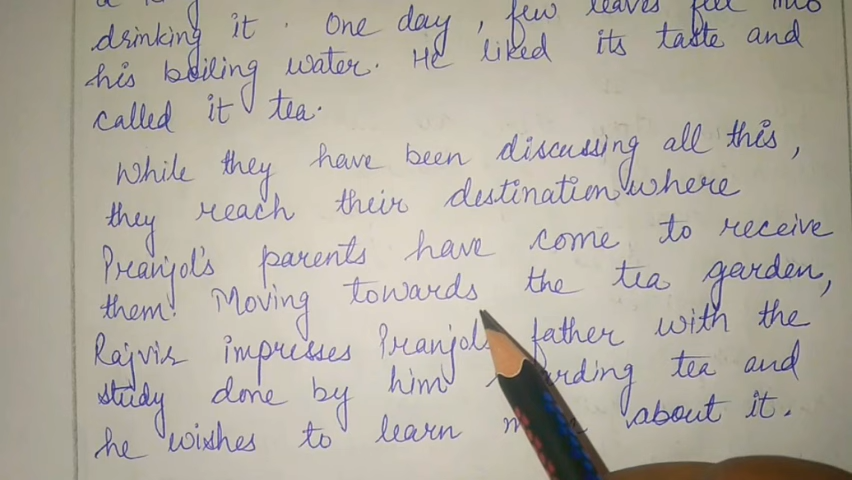 drinking it. One day, few leaves fell into
his boiling water. He liked its taste and
called it tea.
While they have been discussing all this,
they reach their destination where
Pranjol's parents have come to receive
them. Moving towards the tea garden,
Rajvir impresses Pranjol's father with the
study done by him tea and
he wishes to learn about it.